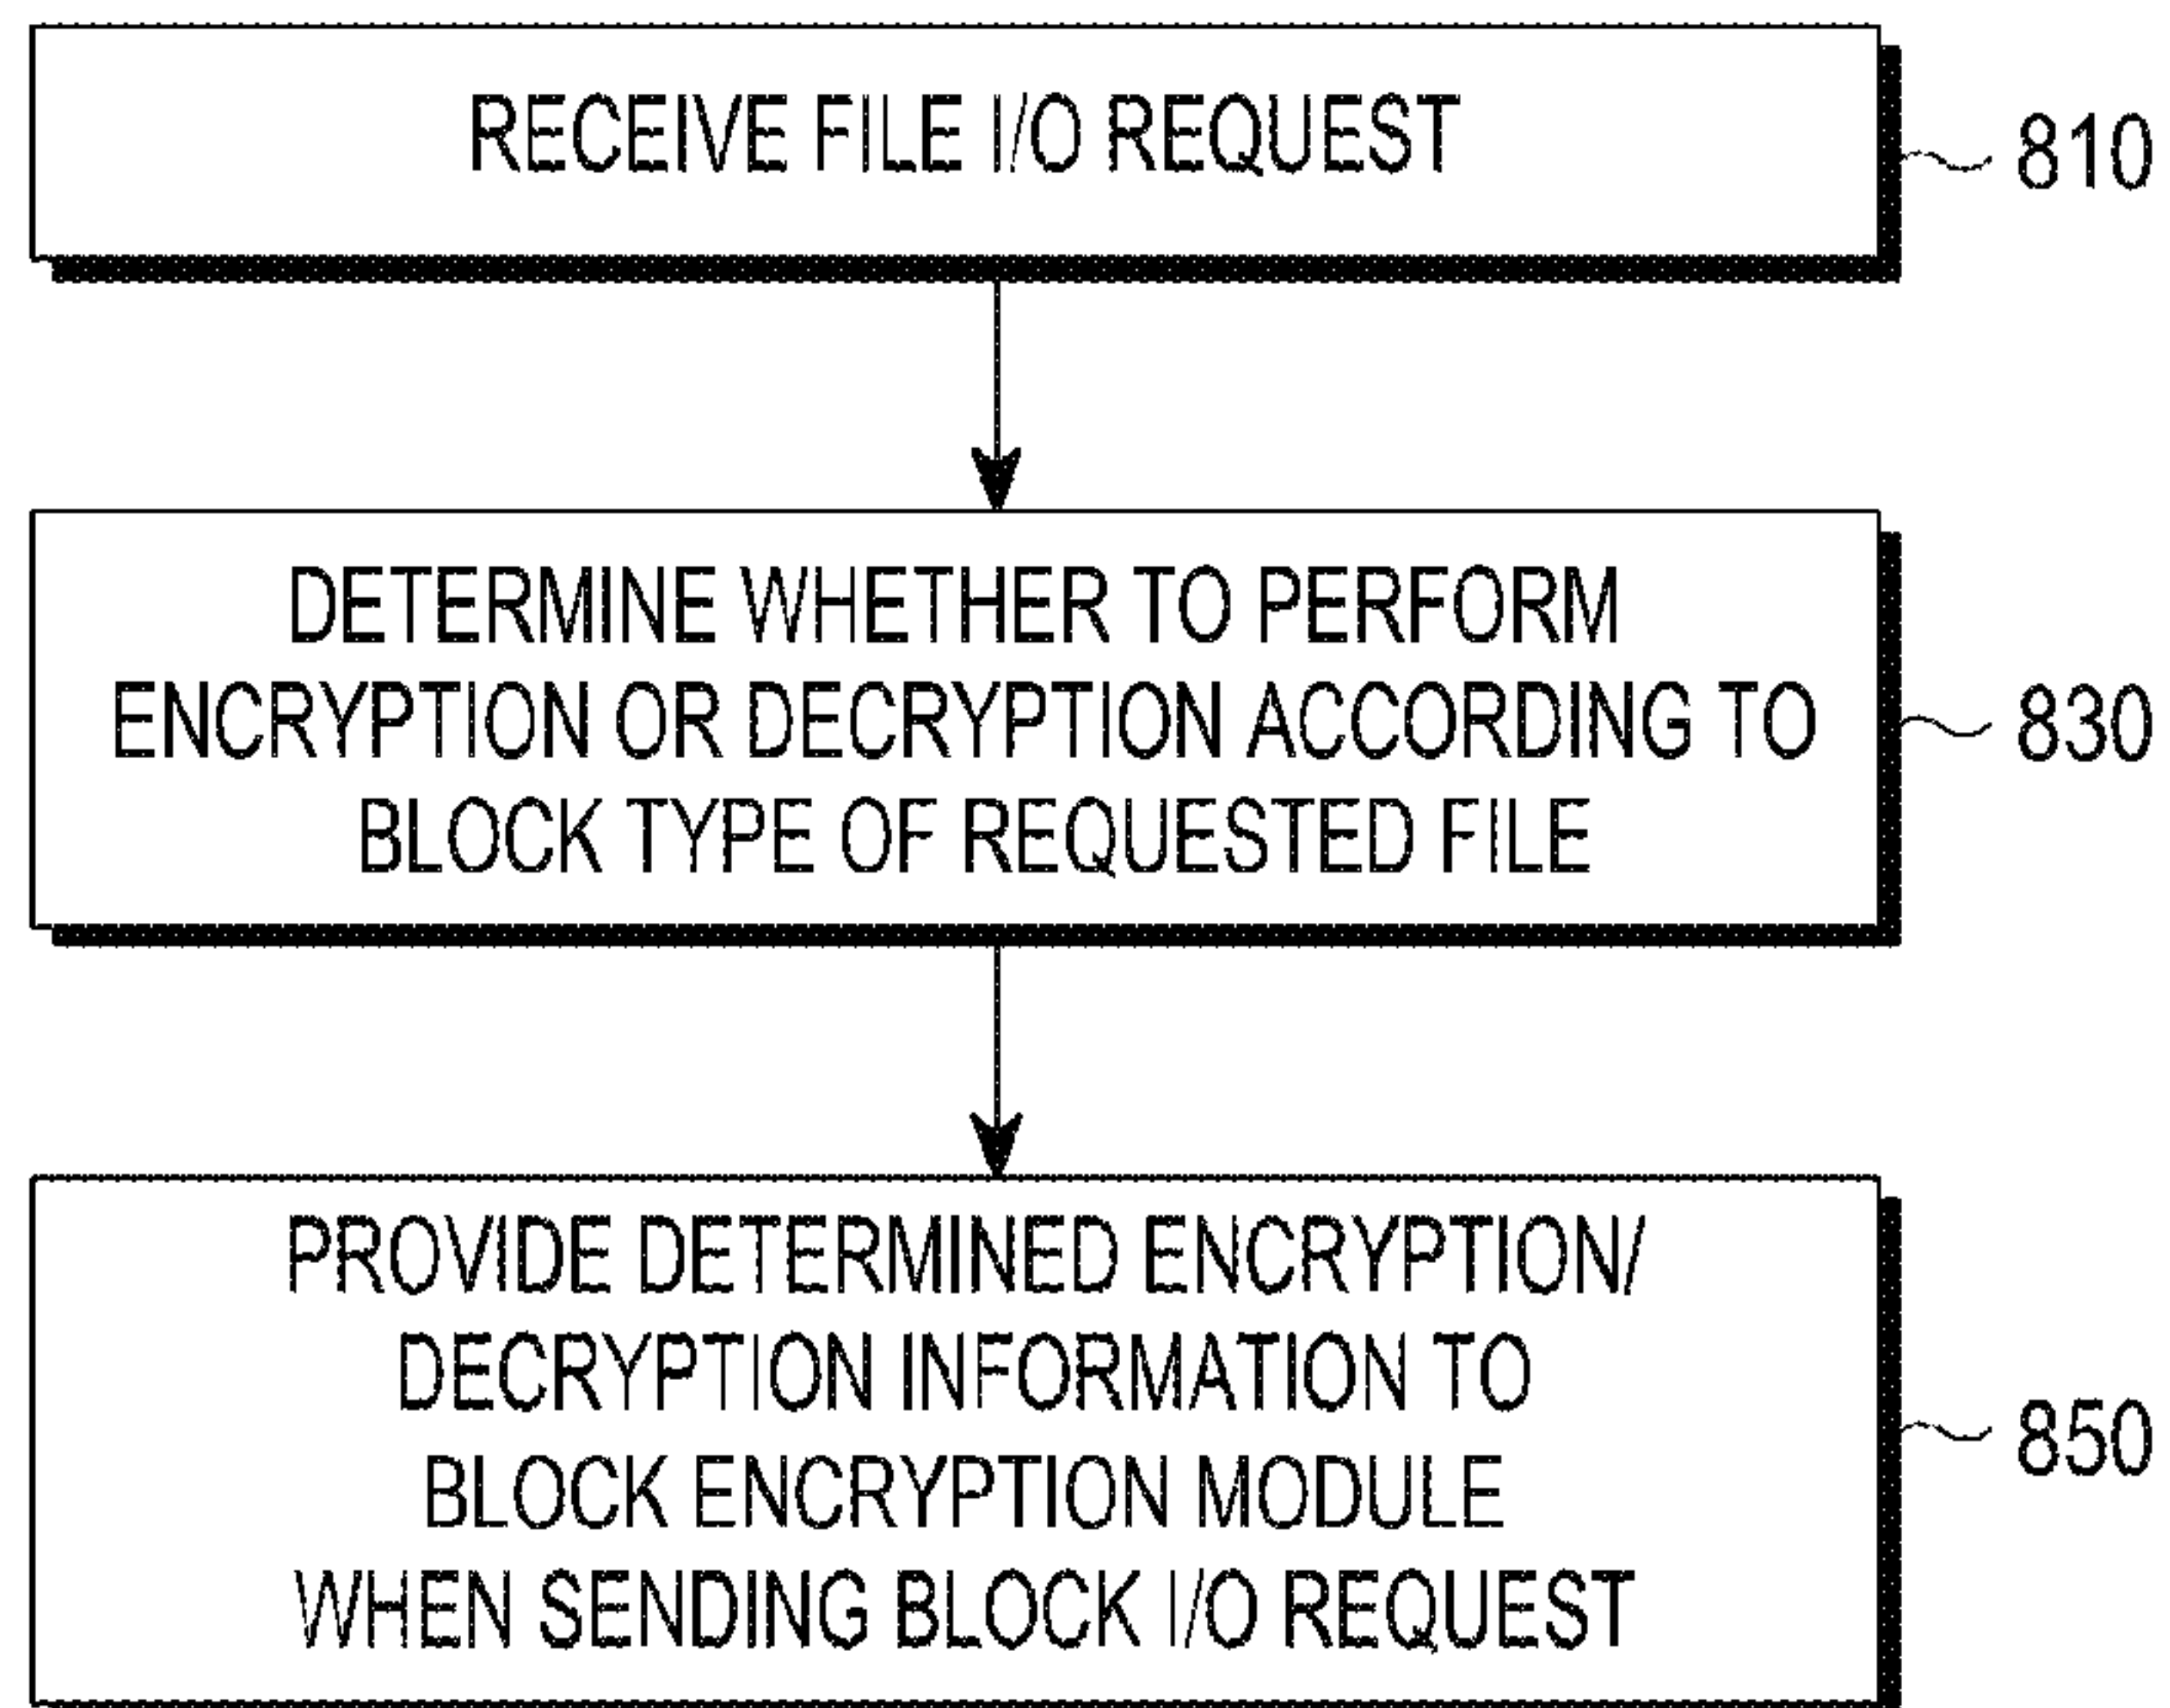 RECEIVE FILE I/O REQUEST
810
DETERMINE WHETHER TO PERFORM
ENCRYPTION OR DECRYPTION ACCORDING TO
BLOCK TYPE OF REQUESTED FILE
830
PROVIDE DETERMINED ENCRYPTION/
DECRYPTION INFORMATION TO
BLOCK ENCRYPTION MODULE
WHEN SENDING BLOCK I/O REQUEST
850